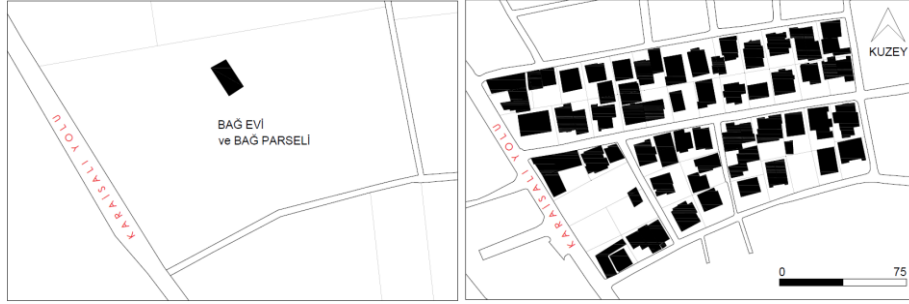 BAĞ EVİ
ve BAĞ PARSELİ
KARAİSALI YOLU
KUZEY
KARAİSALI YOLU
0 75